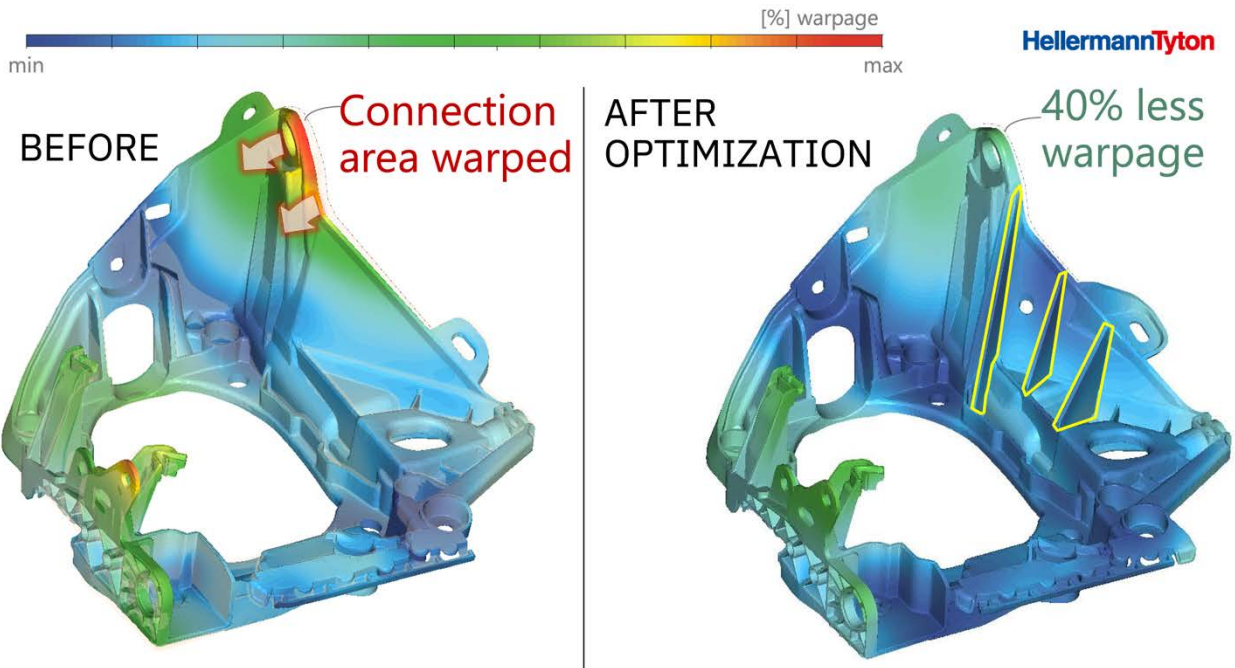 [%] warpage
min
max
HellermannTyton
BEFORE
Connection
area warped
AFTER
OPTIMIZATION
40% less
warpage